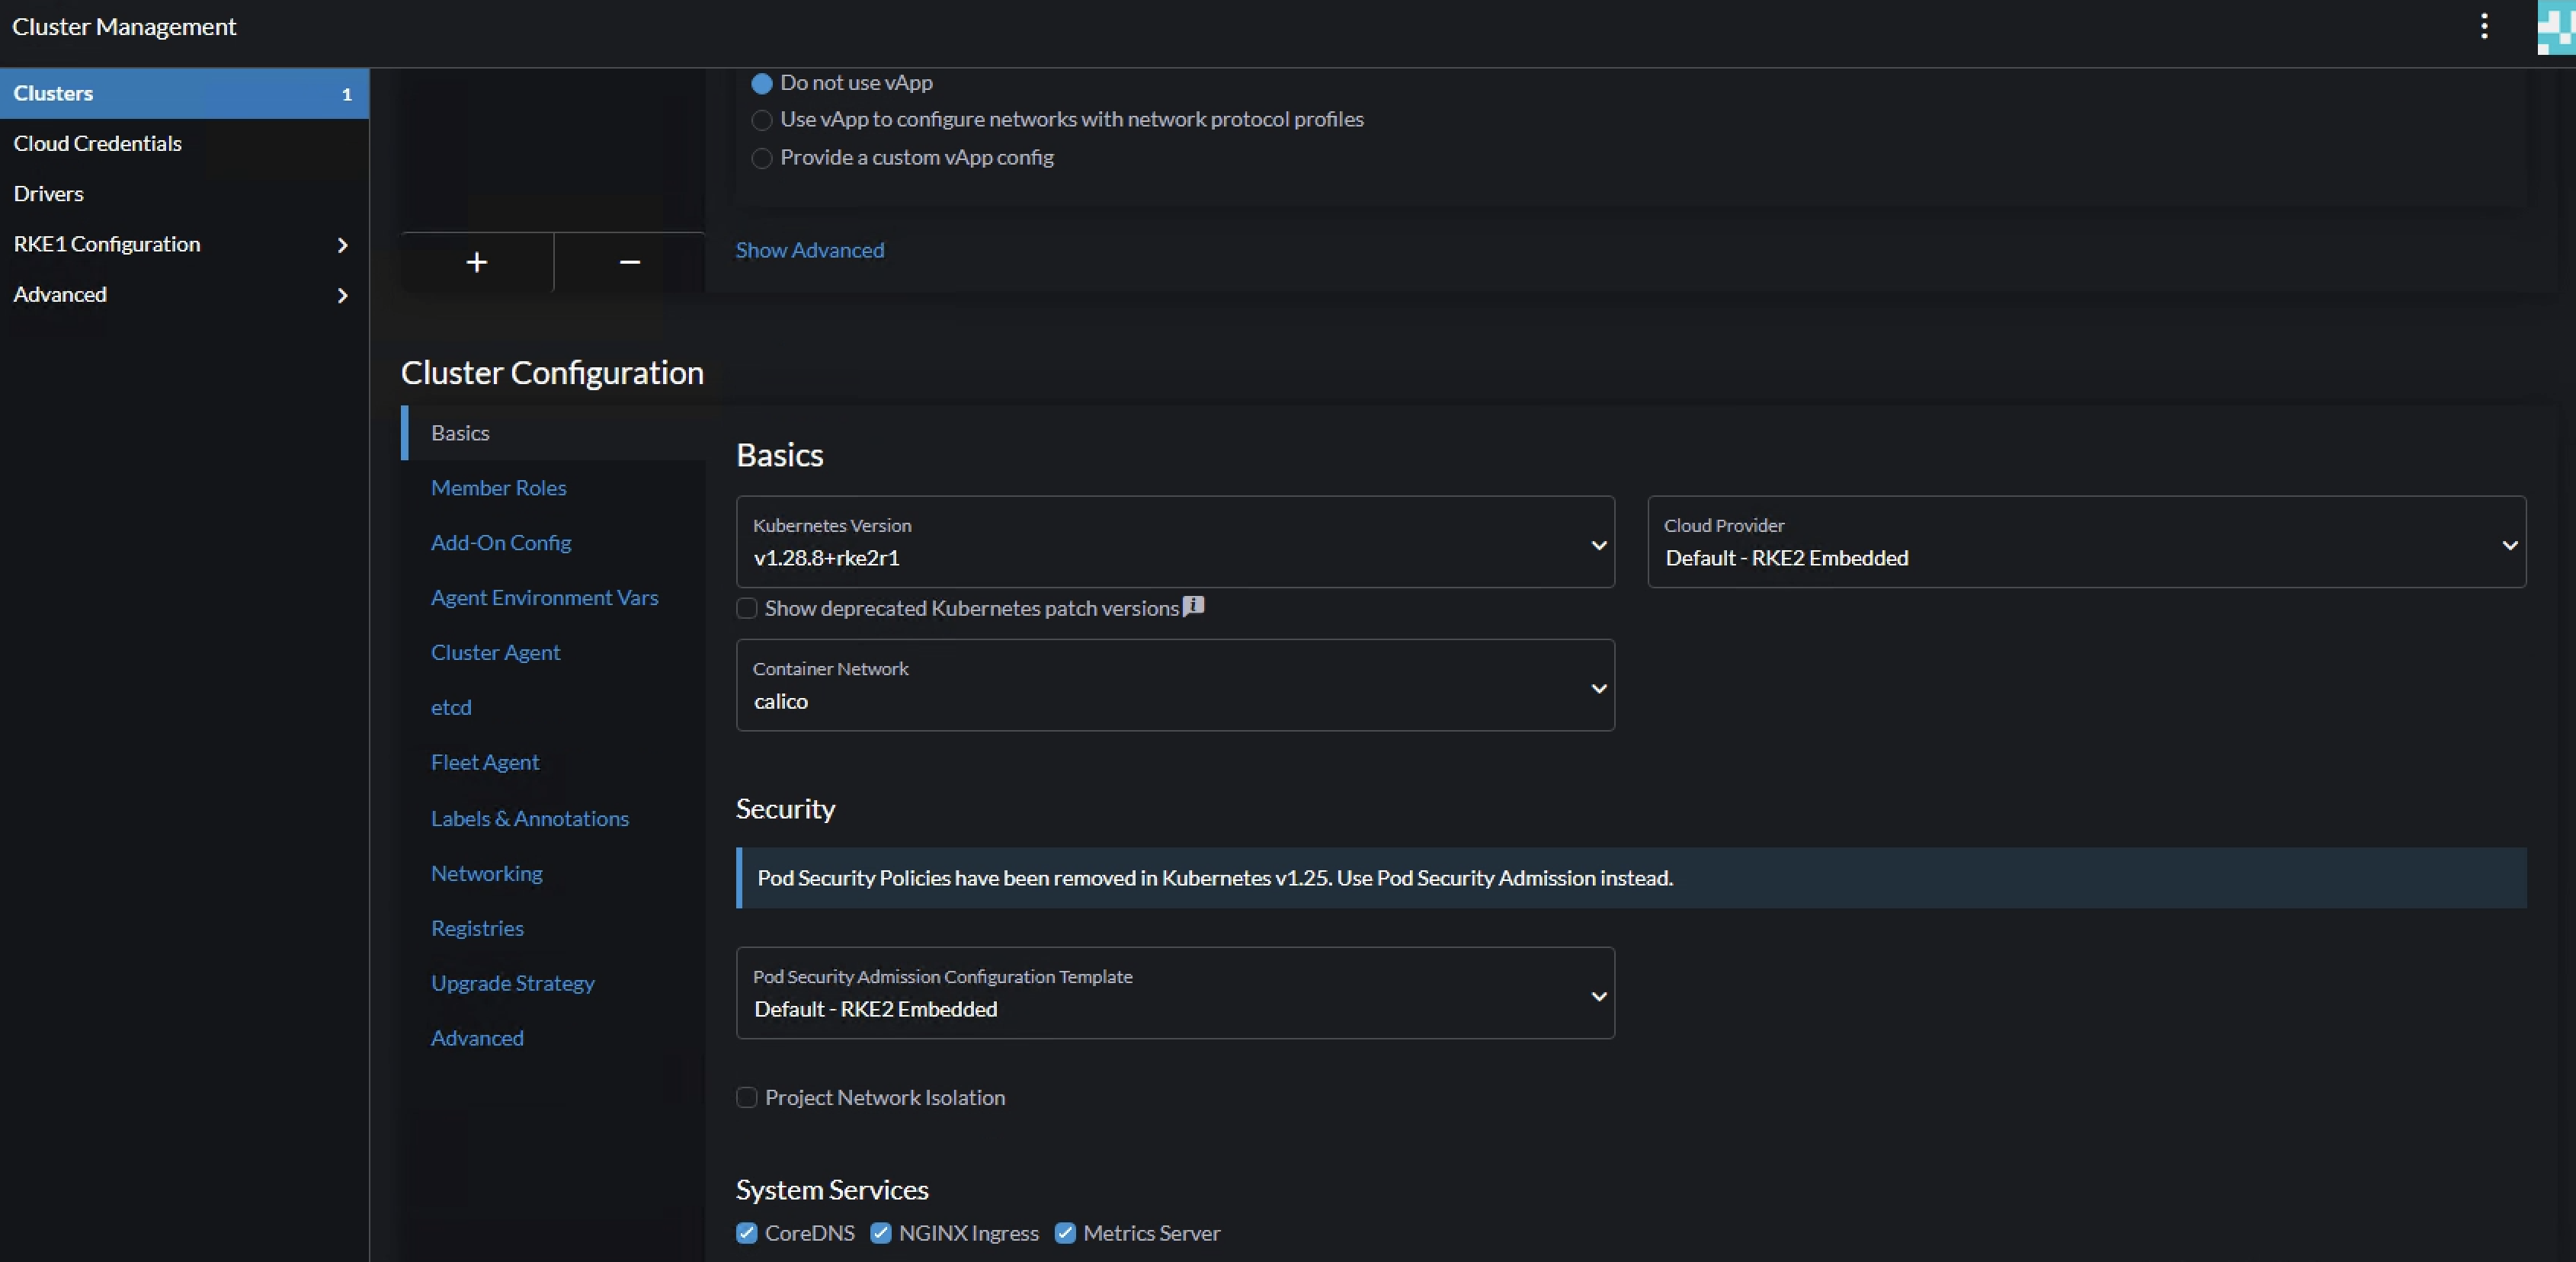 Cluster Management
Clusters 1
Cloud Credentials
Drivers
RKE1 Configuration
Advanced
Do not use vApp
Use vApp to configure networks with network protocol profiles
Provide a custom vApp config
+ −
Show Advanced
Cluster Configuration
Basics
Member Roles
Add-On Config
Agent Environment Vars
Cluster Agent
etcd
Fleet Agent
Labels & Annotations
Networking
Registries
Upgrade Strategy
Advanced
Basics
Kubernetes Version
v1.28.8+rke2r1
Cloud Provider
Default - RKE2 Embedded
Show deprecated Kubernetes patch versions
Container Network
calico
Security
Pod Security Policies have been removed in Kubernetes v1.25. Use Pod Security Admission instead.
Pod Security Admission Configuration Template
Default - RKE2 Embedded
Project Network Isolation
System Services
CoreDNS NGINX Ingress Metrics Server